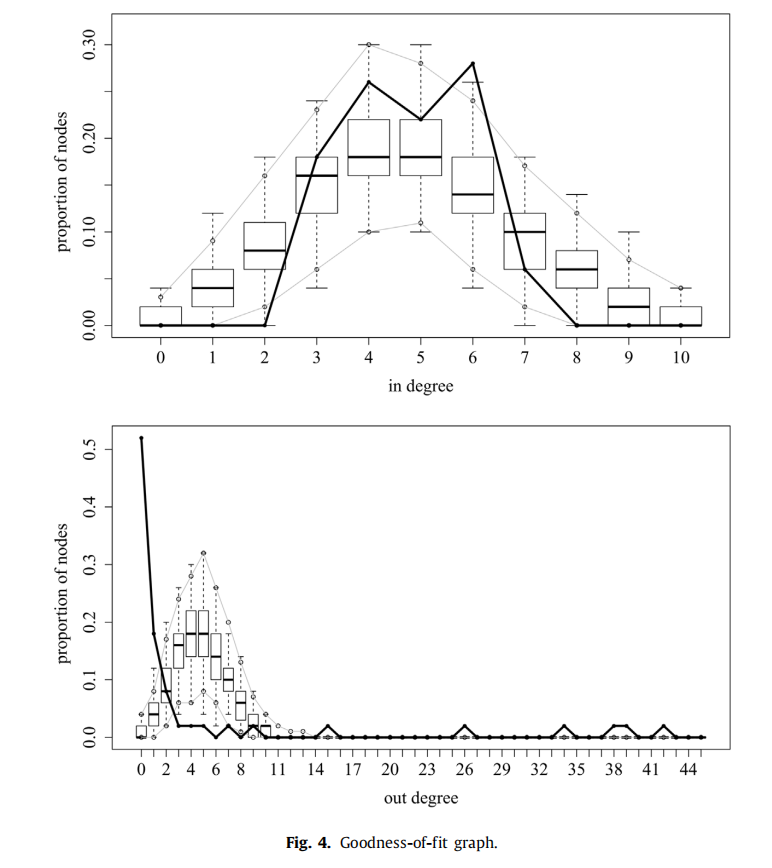 0.30
0.20
0.10
0.00
proportion of nodes
0 1 2 3 4 5 6 7 8 9 10
in degree
0.5
0.4
0.3
0.2
0.1
0.0
proportion of nodes
0 2 4 6 8 11 14 17 20 23 26 29 32 35 38 41 44
out degree
Fig. 4. Goodness-of-fit graph.